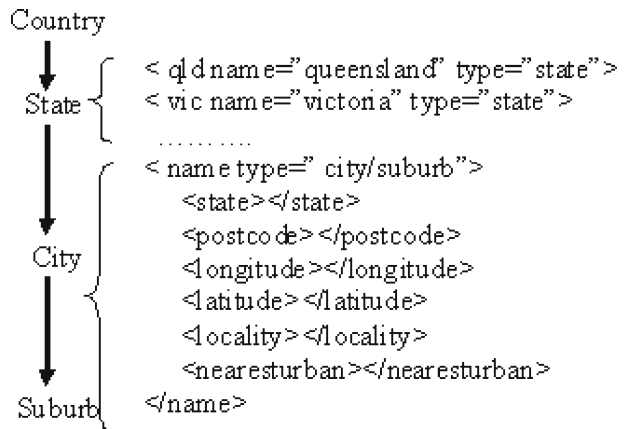 Country
< qld name=”queensland” type=”state”>
State
< vic name=”victoria” type=”state”>
..........
< name type=” city/suburb”>
<state></state>
<postcode></postcode>
City
<longitude></longitude>
<latitude></latitude>
<locality></locality>
<nearesturban></nearesturban>
Suburb
</name>